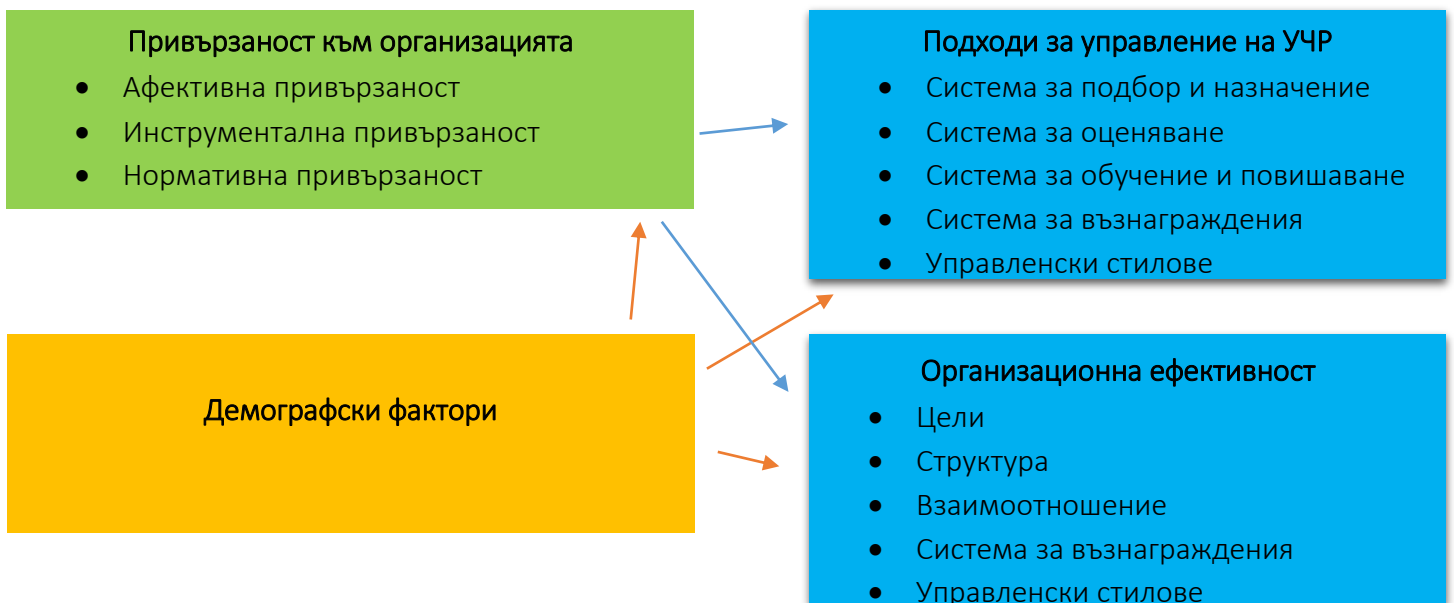 Привързаност към организацията
• Афективна привързаност
• Инструментална привързаност
• Нормативна привързаност
Подходи за управление на УЧР
• Система за подбор и назначение
• Система за оценяване
• Система за обучение и повишаване
• Система за възнаграждения
• Управленски стилове
Демографски фактори
Организационна ефективност
• Цели
• Структура
• Взаимоотношение
• Система за възнаграждения
• Управленски стилове